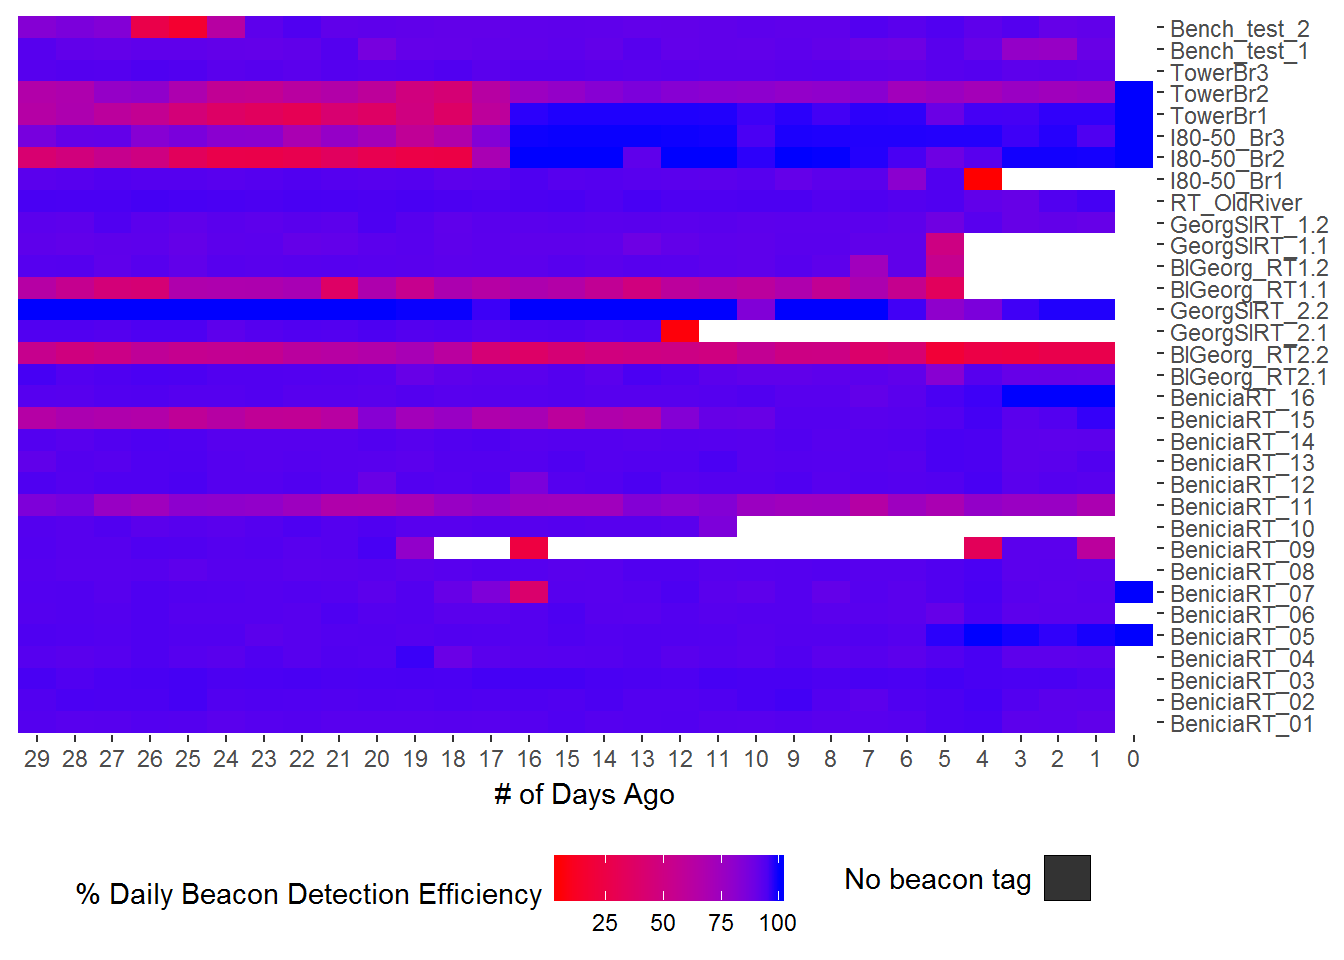 Bench_test_2
Bench_test_1
TowerBr3
TowerBr2
TowerBr1
I80-50_Br3
I80-50_Br2
I80-50_Br1
RT_OldRiver
GeorgSlRT_1.2
GeorgSlRT_1.1
BlGeorg_RT1.2
BlGeorg_RT1.1
GeorgSlRT_2.2
GeorgSlRT_2.1
BlGeorg_RT2.2
BlGeorg_RT2.1
BeniciaRT_16
BeniciaRT_15
BeniciaRT_14
BeniciaRT_13
BeniciaRT_12
BeniciaRT_11
BeniciaRT_10
BeniciaRT_09
BeniciaRT_08
BeniciaRT_07
BeniciaRT_06
BeniciaRT_05
BeniciaRT_04
BeniciaRT_03
BeniciaRT_02
BeniciaRT_01
29 28 27 26 25 24 23 22 21 20 19 18 17 16 15 14 13 12 11 10 9 8 7 6 5 4 3 2 1 0
# of Days Ago
% Daily Beacon Detection Efficiency
25 50 75 100
No beacon tag